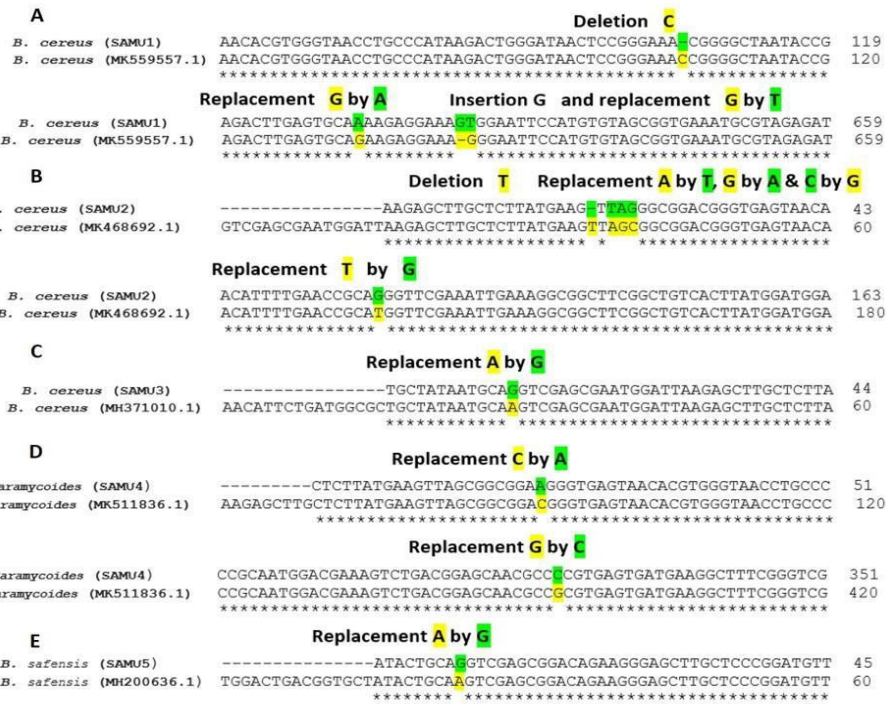 A
Deletion C
B. cereus (SAMU1) AACACGTGGGTAACCTGCCCATAAGACTGGGATAACTCCGGGAAA-CGGGGCTAATACCG 119
B. cereus (MK559557.1) AACACGTGGGTAACCTGCCCATAAGACTGGGATAACTCCGGGAAACCGGGGCTAATACCG 120
********************************************* **************
Replacement G by A Insertion G and replacement G by T
B. cereus (SAMU1) AGACTTGAGTGCAAAAGAGGAAAGTGGAATTCCATGTGTAGCGGTGAAATGCGTAGAGAT 659
B. cereus (MK559557.1) AGACTTGAGTGCAGAAGAGGAAA-GGGAATTCCATGTGTAGCGGTGAAATGCGTAGAGAT 659
************* *********  ***********************************
B
Deletion T Replacement A by T, G by A & C by G
. cereus (SAMU2) ----------------AAGAGCTTGCTCTTATGAAG-TTAGGGCGGACGGGTGAGTAACA 43
. cereus (MK468692.1) GTCGAGCGAATGGATTAAGAGCTTGCTCTTATGAAGTTAGCGGCGGACGGGTGAGTAACA 60
******************** *   *******************
Replacement T by G
B. cereus (SAMU2) ACATTTTGAACCGCAGGGTTCGAAATTGAAAGGCGGCTTCGGCTGTCACTTATGGATGGA 163
B. cereus (MK468692.1) ACATTTTGAACCGCATGGTTCGAAATTGAAAGGCGGCTTCGGCTGTCACTTATGGATGGA 180
*************** ********************************************
C
Replacement A by G
B. cereus (SAMU3) ----------------TGCTATAATGCAGGTCGAGCGAATGGATTAAGAGCTTGCTCTTA 44
B. cereus (MH371010.1) AACATTCTGATGGCGCTGCTATAATGCAAGTCGAGCGAATGGATTAAGAGCTTGCTCTTA 60
************ *******************************
D
Replacement C by A
aramycoides (SAMU4) ---------CTCTTATGAAGTTAGCGGCGGAAGGGTGAGTAACACGTGGGTAACCTGCCC 51
ramycoides (MK511836.1) AAGAGCTTGCTCTTATGAAGTTAGCGGCGGACGGGTGAGTAACACGTGGGTAACCTGCCC 120
********************** ****************************
Replacement G by C
aramycoides (SAMU4) CCGCAATGGACGAAAGTCTGACGGAGCAACGCCCCGTGAGTGATGAAGGCTTTCGGGTCG 351
ramycoides (MK511836.1) CCGCAATGGACGAAAGTCTGACGGAGCAACGCCGCGTGAGTGATGAAGGCTTTCGGGTCG 420
********************************* **************************
E
Replacement A by G
B. safensis (SAMU5) ---------------ATACTGCAGGTCGAGCGGACAGAAGGGAGCTTGCTCCCGGATGTT 45
B. safensis (MH200636.1) TGGACTGACGGTGCTATACTGCAAGTCGAGCGGACAGAAGGGAGCTTGCTCCCGGATGTT 60
******** ************************************